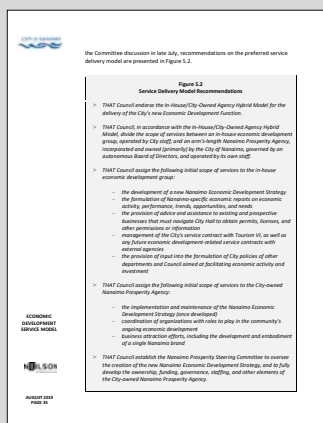 CITY OF NANAIMO
the Committee discussion in late July, recommendations on the preferred service
delivery model are presented in Figure 5.2.
Figure 5.2
Service Delivery Model Recommendations
> THAT Council endorse the In-House/City-Owned Agency Hybrid Model for the
delivery of the City's new Economic Development Function.
> THAT Council, in accordance with the In-House/City-Owned Agency Hybrid
Model, divide the scope of services between an in-house economic development
group, operated by City staff, and an arm's-length Nanaimo Prosperity Agency,
incorporated and owned (primarily) by the City of Nanaimo, governed by an
autonomous Board of Directors, and operated by its own staff.
> THAT Council assign the following initial scope of services to the in-house
economic development group:
– the development of a new Nanaimo Economic Development Strategy
– the formulation of Nanaimo-specific economic reports on economic
activity, performance, trends, opportunities, and needs
– the provision of advice and assistance to existing and prospective
businesses that must navigate City Hall to obtain permits, licenses, and
other permissions or information
– management of the City's service contract with Tourism VI, as well as
any future economic development-related service contracts with
external agencies
– the provision of input into the formulation of City policies of other
departments and Council aimed at facilitating economic activity and
investment
> THAT Council assign the following initial scope of services to the City-owned
Nanaimo Prosperity Agency:
– the implementation and maintenance of the Nanaimo Economic
Development Strategy (once developed)
– coordination of organizations with roles to play in the community's
ongoing economic development
– business attraction efforts, including the development and embodiment
of a single Nanaimo brand
> THAT Council establish the Nanaimo Prosperity Steering Committee to oversee
the creation of the new Nanaimo Economic Development Strategy, and to fully
develop the ownership, funding, governance, staffing, and other elements of
the City-owned Nanaimo Prosperity Agency.
ECONOMIC
DEVELOPMENT
SERVICE MODEL
NEILSON
AUGUST 2019
PAGE 35